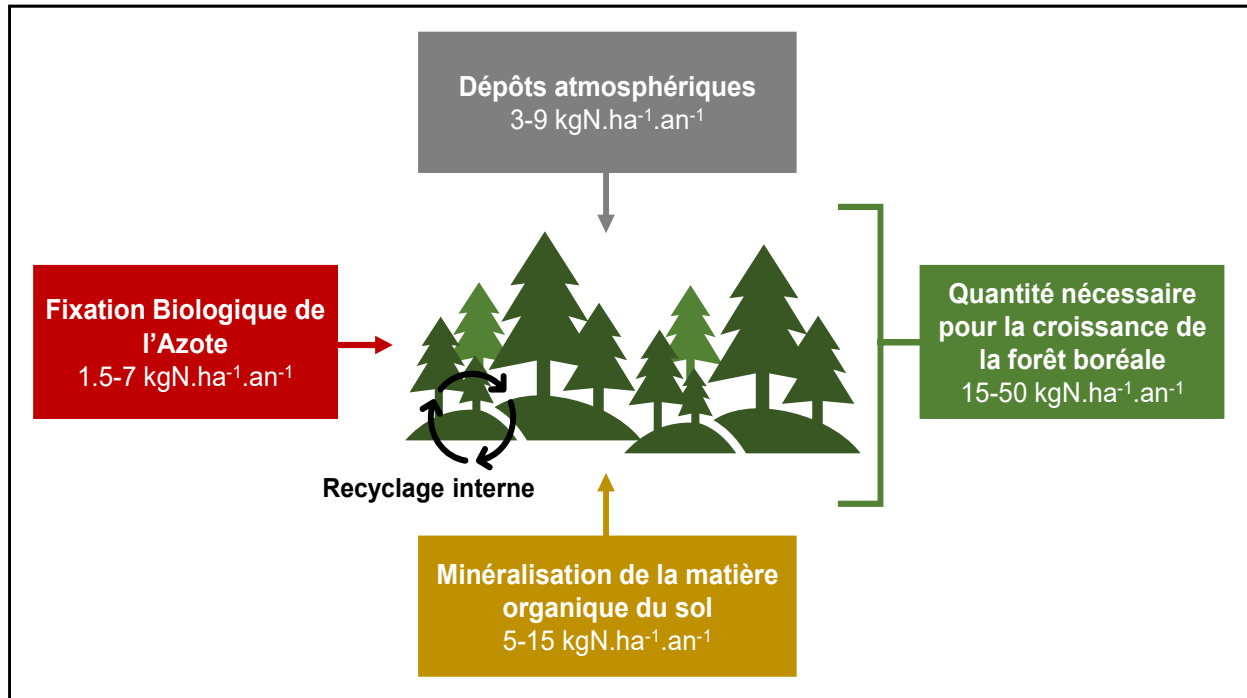 Dépôts atmosphériques
3-9 kgN.ha⁻¹.an⁻¹
Fixation Biologique de
l'Azote
1.5-7 kgN.ha⁻¹.an⁻¹
Quantité nécessaire
pour la croissance de
la forêt boréale
15-50 kgN.ha⁻¹.an⁻¹
Recyclage interne
Minéralisation de la matière
organique du sol
5-15 kgN.ha⁻¹.an⁻¹